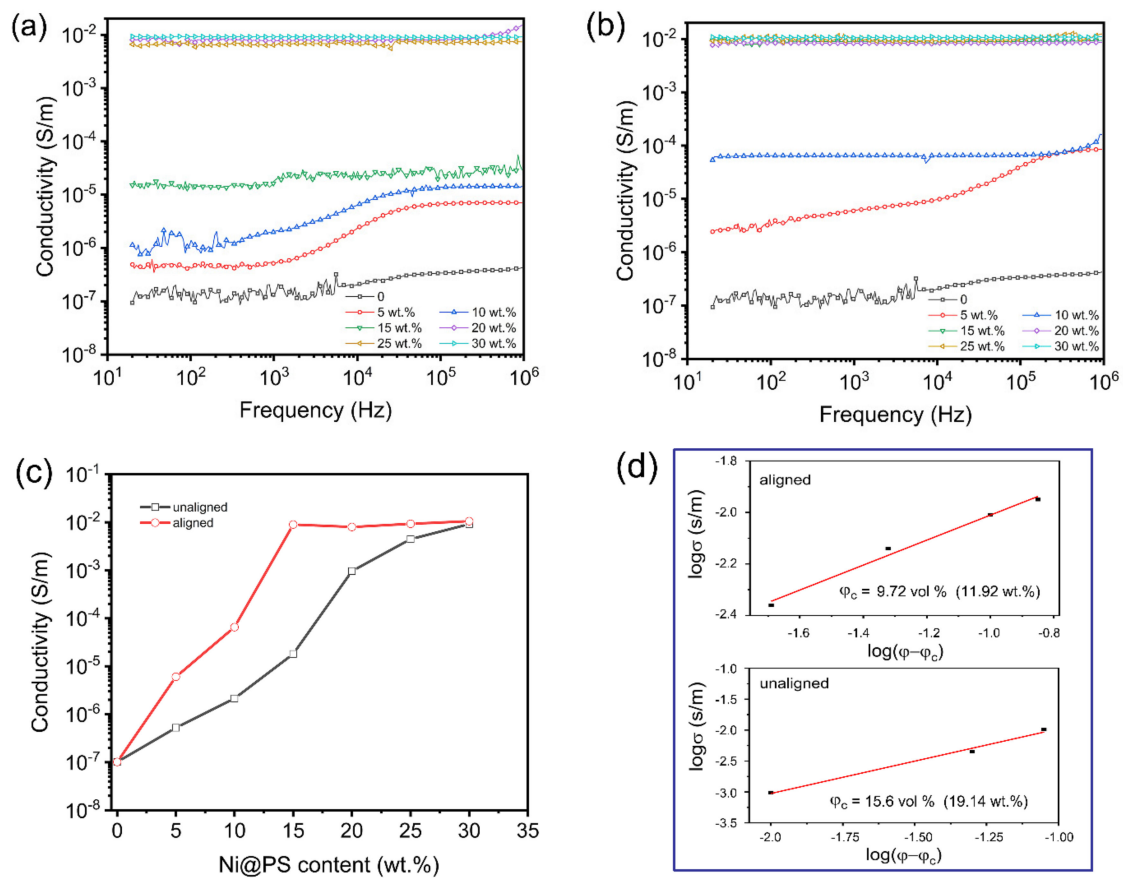 (a)
Conductivity (S/m)
10⁻²
10⁻³
10⁻⁴
10⁻⁵
10⁻⁶
10⁻⁷
10⁻⁸
0
5 wt.% 10 wt.%
15 wt.% 20 wt.%
25 wt.% 30 wt.%
10¹ 10² 10³ 10⁴ 10⁵ 10⁶
Frequency (Hz)
(b)
Conductivity (S/m)
10⁻²
10⁻³
10⁻⁴
10⁻⁵
10⁻⁶
10⁻⁷
10⁻⁸
0
5 wt.% 10 wt.%
15 wt.% 20 wt.%
25 wt.% 30 wt.%
10¹ 10² 10³ 10⁴ 10⁵ 10⁶
Frequency (Hz)
(c)
Conductivity (S/m)
10⁻¹
10⁻²
10⁻³
10⁻⁴
10⁻⁵
10⁻⁶
10⁻⁷
10⁻⁸
unaligned
aligned
0 5 10 15 20 25 30 35
Ni@PS content (wt.%)
(d)
logσ (s/m)
-1.8
-2.0
-2.2
-2.4
aligned
φc = 9.72 vol % (11.92 wt.%)
-1.6 -1.4 -1.2 -1.0 -0.8
log(φ−φc)
logσ (s/m)
-1.0
-1.5
-2.0
-2.5
-3.0
-3.5
unaligned
φc = 15.6 vol % (19.14 wt.%)
-2.0 -1.75 -1.50 -1.25 -1.00
log(φ−φc)